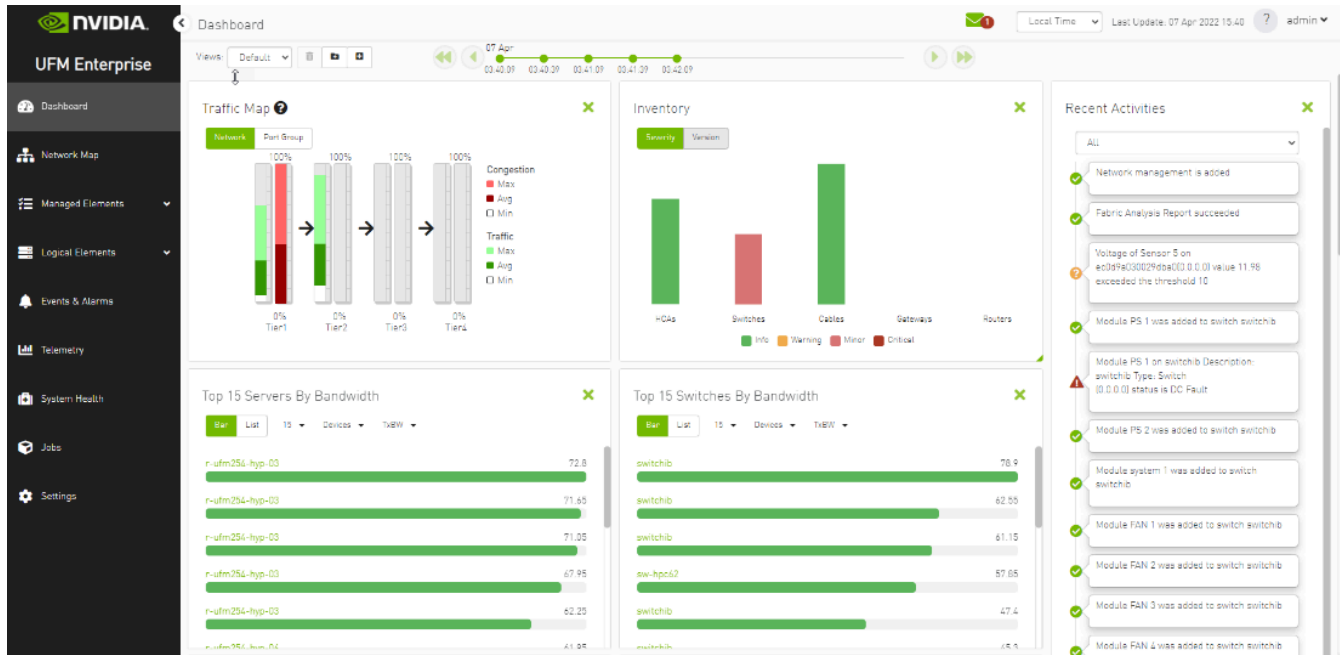 NVIDIA.
UFM Enterprise
Dashboard
Network Map
Managed Elements
Logical Elements
Events & Alarms
Telemetry
System Health
Jobs
Settings
Dashboard
1
Local Time
Last Update: 07 Apr 2022 15:40
?
admin
Views:
Default
07 Apr
03:40:09 03:40:39 03:41:09 03:41:39 03:42:09
Traffic Map ?
Network Port Group
100% 100% 100% 100%
Congestion
Max
Avg
Min
Traffic
Max
Avg
Min
0% 0% 0% 0%
Tier1 Tier2 Tier3 Tier4
Inventory
Severity Version
HCAs Switches Cables Gateways Routers
Info Warning Minor Critical
Top 15 Servers By Bandwidth
Bar List 15 Devices TxBW
r-ufm254-hyp-03 72.8
r-ufm254-hyp-03 71.65
r-ufm254-hyp-03 71.05
r-ufm254-hyp-03 67.95
r-ufm254-hyp-03 62.25
Top 15 Switches By Bandwidth
Bar List 15 Devices TxBW
switchib 78.9
switchib 62.55
switchib 61.15
sw-hpc62 57.85
switchib 47.4
Recent Activities
All
Network management is added
Fabric Analysis Report succeeded
Voltage of Sensor 5 on
ec0d9a030029dba0(0.0.0.0) value 11.98
exceeded the threshold 10
Module PS 1 was added to switch switchib
Module PS 1 on switchib Description:
switchib Type: Switch
(0.0.0.0) status is DC Fault
Module PS 2 was added to switch switchib
Module system 1 was added to switch
switchib
Module FAN 1 was added to switch switchib
Module FAN 2 was added to switch switchib
Module FAN 3 was added to switch switchib
Module FAN 4 was added to switch switchib